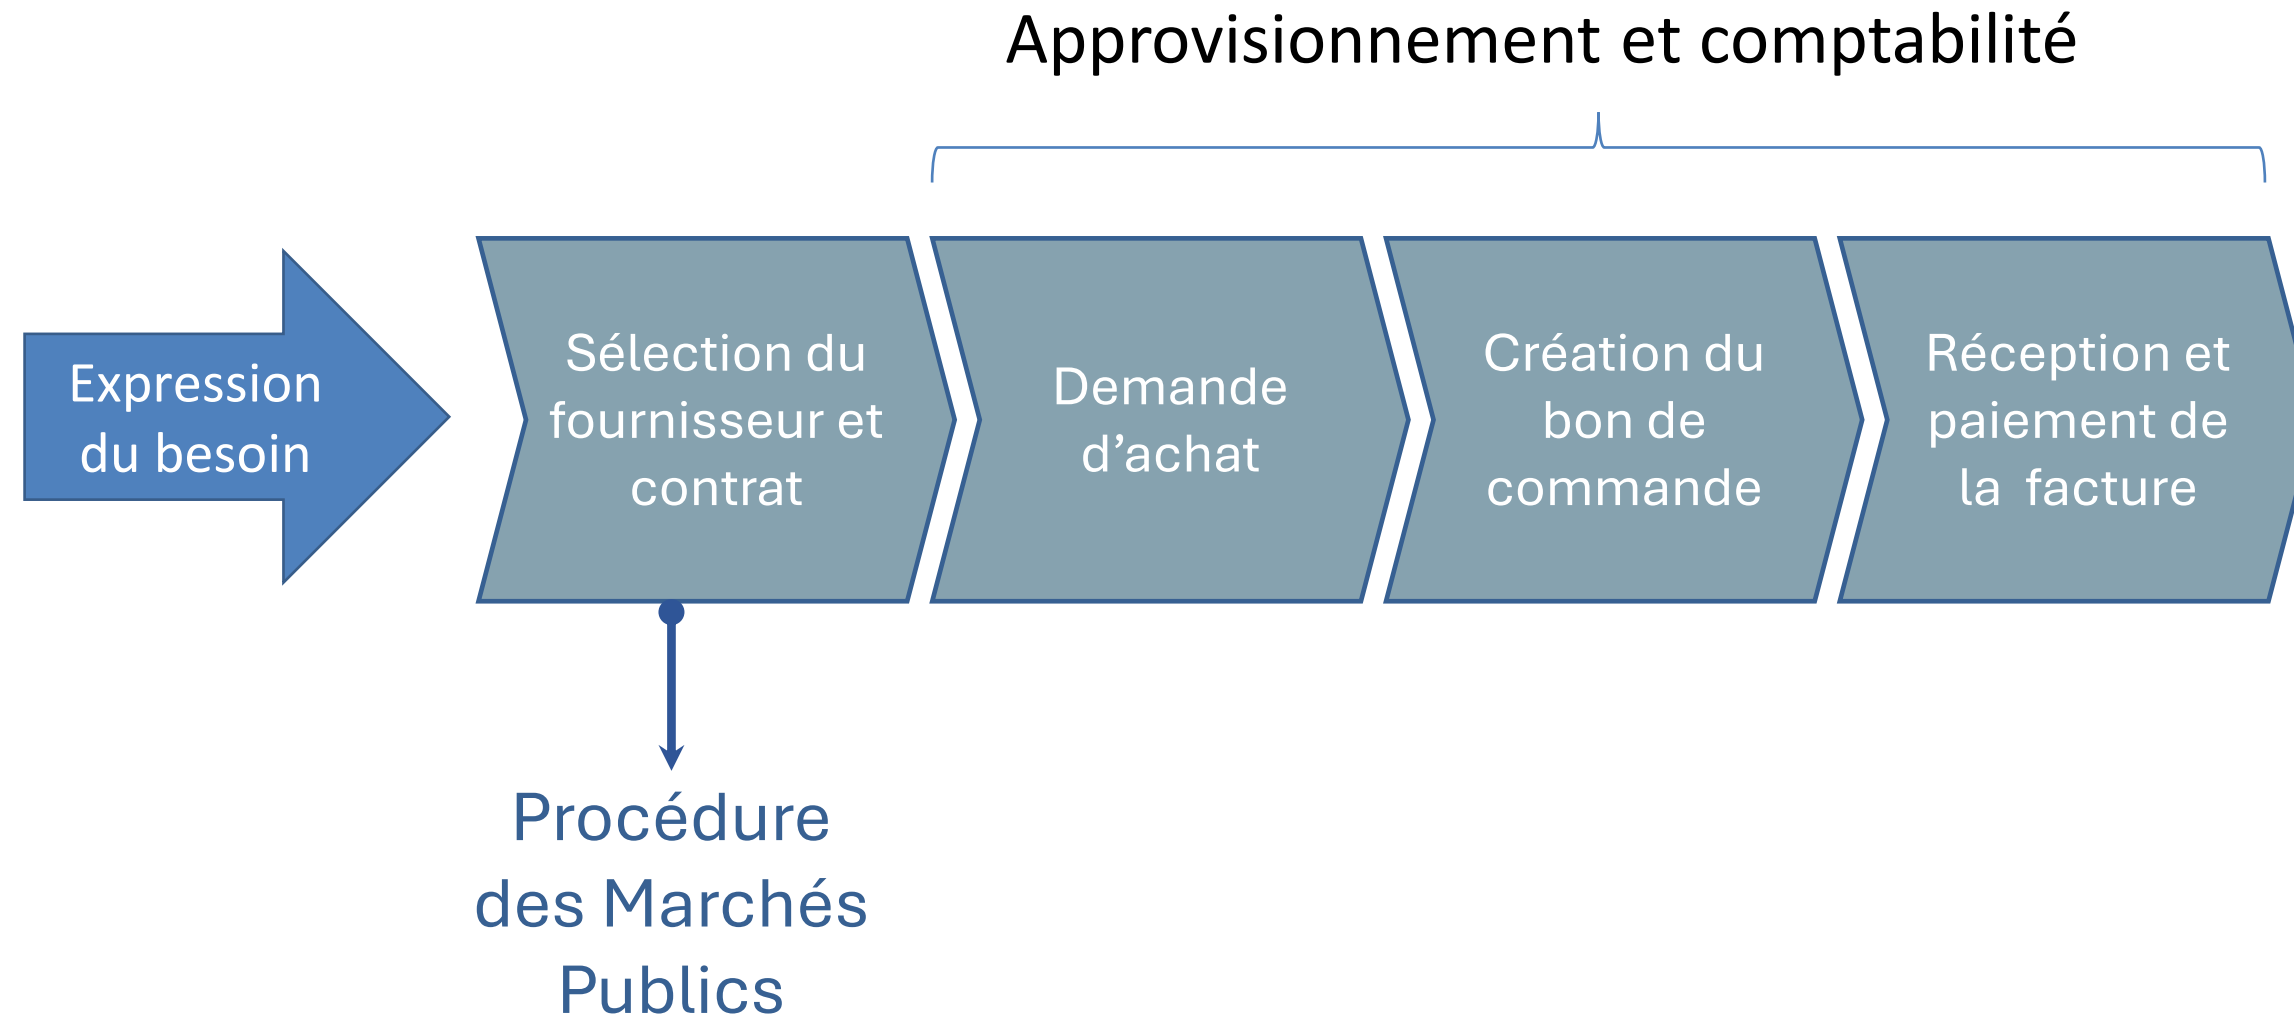 Approvisionnement et comptabilité
Expression
du besoin
Sélection du
fournisseur et
contrat
Demande
d’achat
Création du
bon de
commande
Réception et
paiement de
la  facture
Procédure
des Marchés
Publics